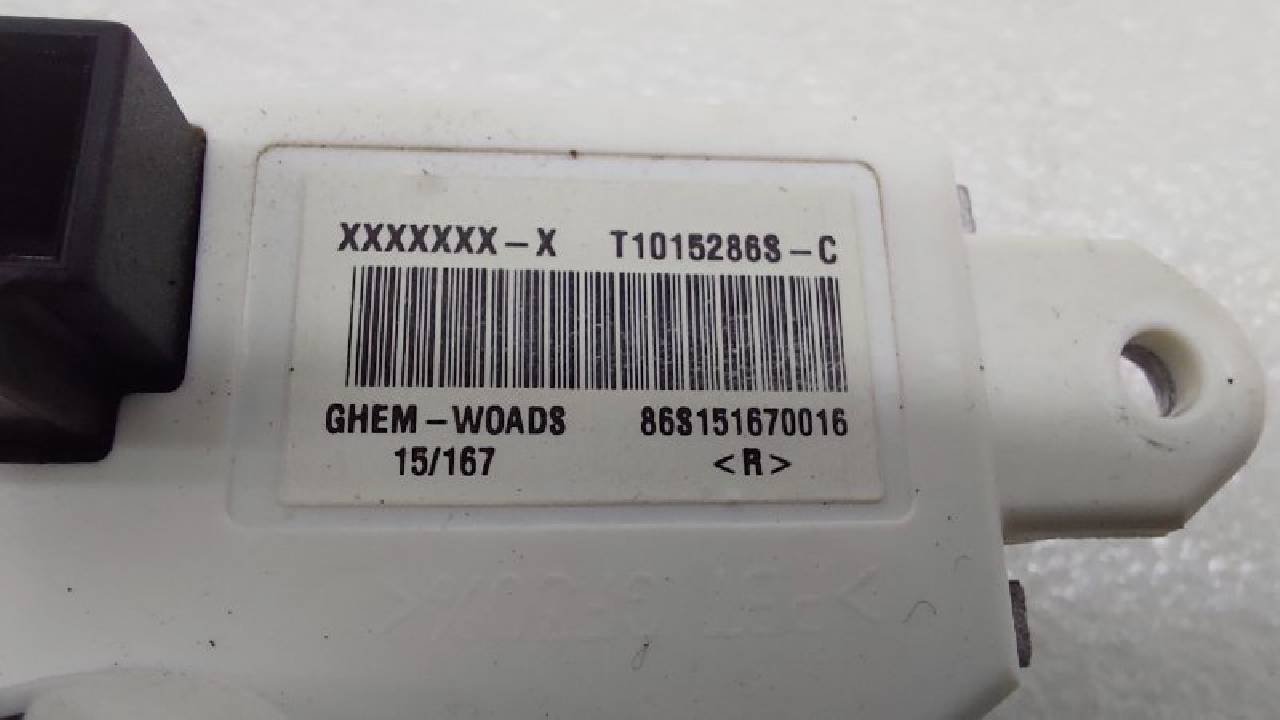 XXXXXXX-X T1015286S-C
GHEM-WOADS 86S151670016
15/167 <R>